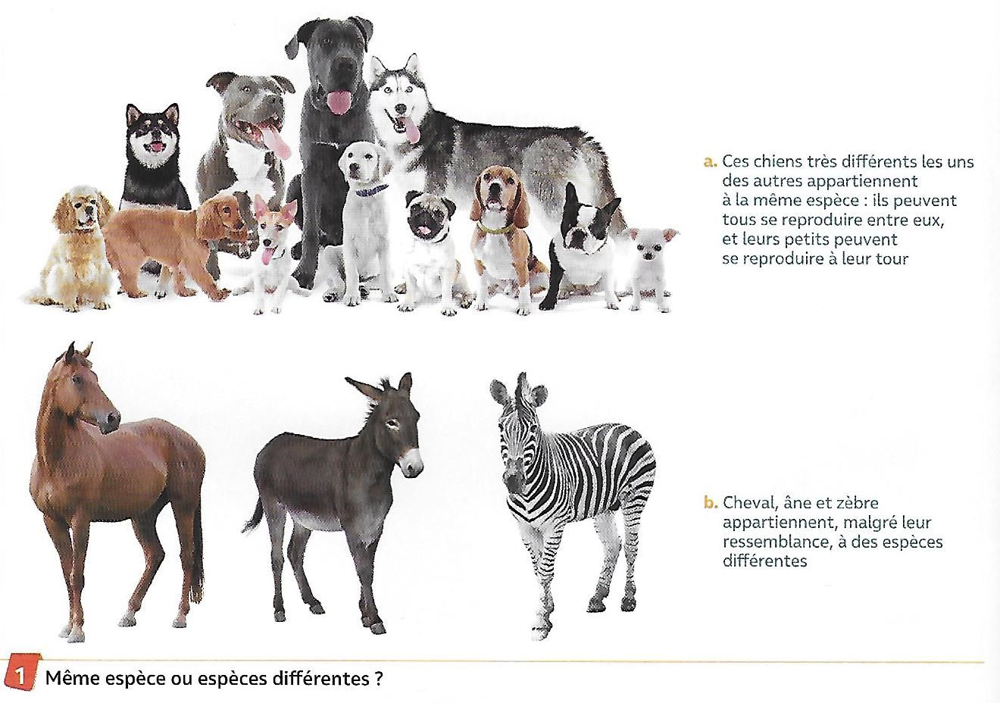 a. Ces chiens très différents les uns
des autres appartiennent
à la même espèce : ils peuvent
tous se reproduire entre eux,
et leurs petits peuvent
se reproduire à leur tour
b. Cheval, âne et zèbre
appartiennent, malgré leur
ressemblance, à des espèces
différentes
1 Même espèce ou espèces différentes ?